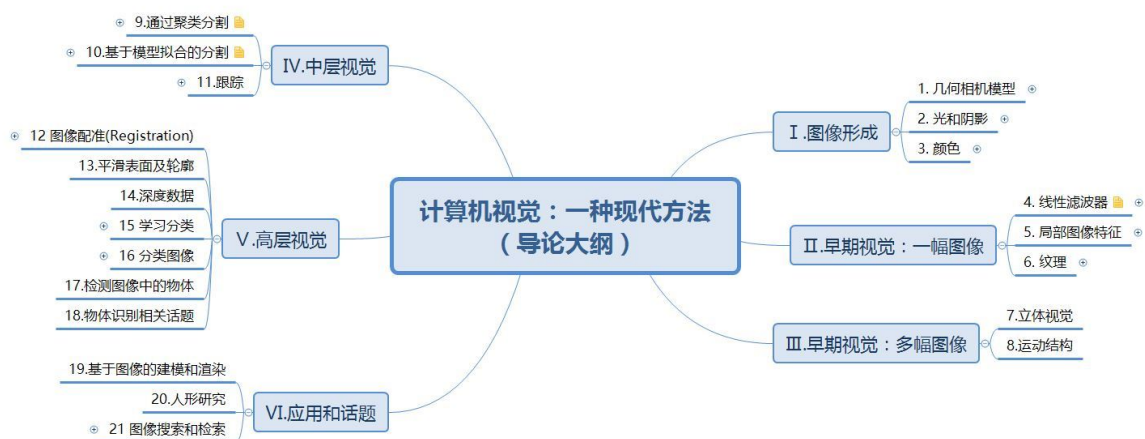 计算机视觉：一种现代方法
（导论大纲）
Ⅰ.图像形成
1. 几何相机模型
2. 光和阴影
3. 颜色
Ⅱ.早期视觉：一幅图像
4. 线性滤波器
5. 局部图像特征
6. 纹理
Ⅲ.早期视觉：多幅图像
7.立体视觉
8.运动结构
IV.中层视觉
9.通过聚类分割
10.基于模型拟合的分割
11.跟踪
Ⅴ.高层视觉
12 图像配准(Registration)
13.平滑表面及轮廓
14.深度数据
15 学习分类
16 分类图像
17.检测图像中的物体
18.物体识别相关话题
VI.应用和话题
19.基于图像的建模和渲染
20.人形研究
21 图像搜索和检索